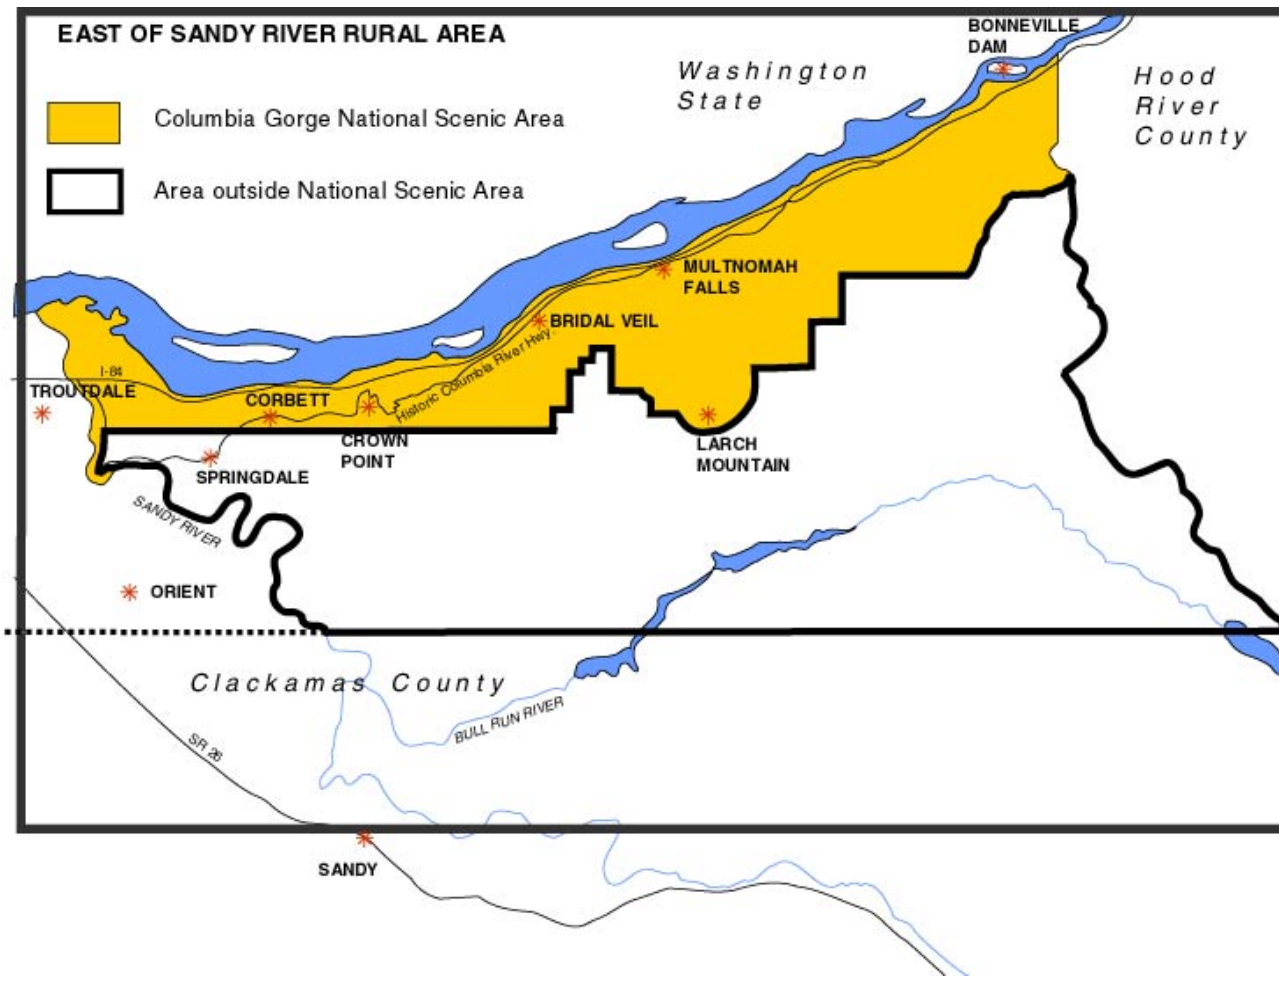 EAST OF SANDY RIVER RURAL AREA
Columbia Gorge National Scenic Area
Area outside National Scenic Area
BONNEVILLE
DAM
Washington
State
Hood
River
County
MULTNOMAH
FALLS
BRIDAL VEIL
Historic Columbia River Hwy.
I-84
TROUTDALE
CORBETT
CROWN
POINT
LARCH
MOUNTAIN
SPRINGDALE
SANDY RIVER
ORIENT
Clackamas County
BULL RUN RIVER
SR 26
SANDY